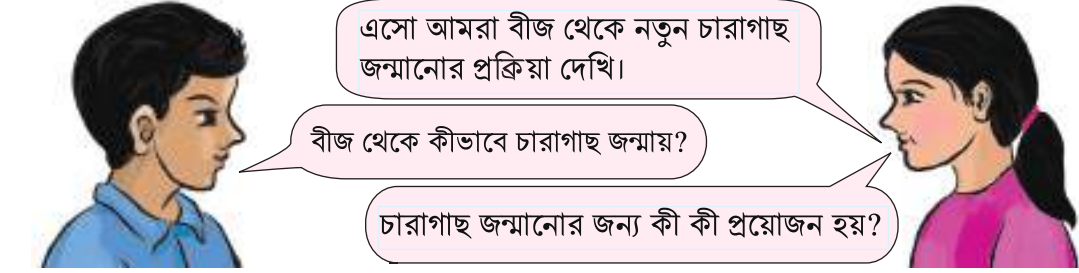 এসো আমরা বীজ থেকে নতুন চারাগাছ
জন্মানোর প্রক্রিয়া দেখি।
বীজ থেকে কীভাবে চারাগাছ জন্মায়?
চারাগাছ জন্মানোর জন্য কী কী প্রয়োজন হয়?